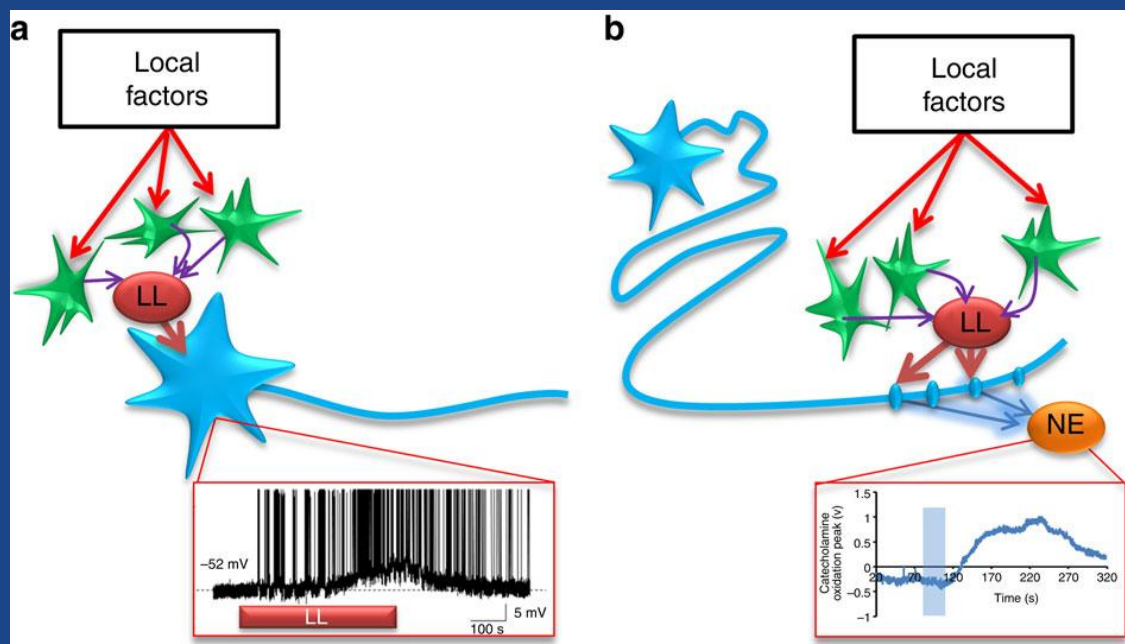 a
Local
factors
LL
−52 mV
LL
5 mV
100 s
b
Local
factors
LL
NE
Catecholamine
oxidation peak (v)
1.5
1
0.5
0
−0.5
−1
20 70 120 170 220 270 320
Time (s)